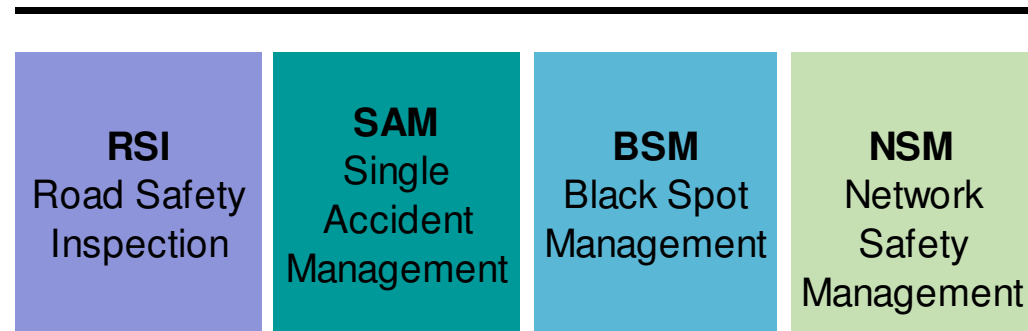 RSI
Road Safety
Inspection
SAM
Single
Accident
Management
BSM
Black Spot
Management
NSM
Network
Safety
Management